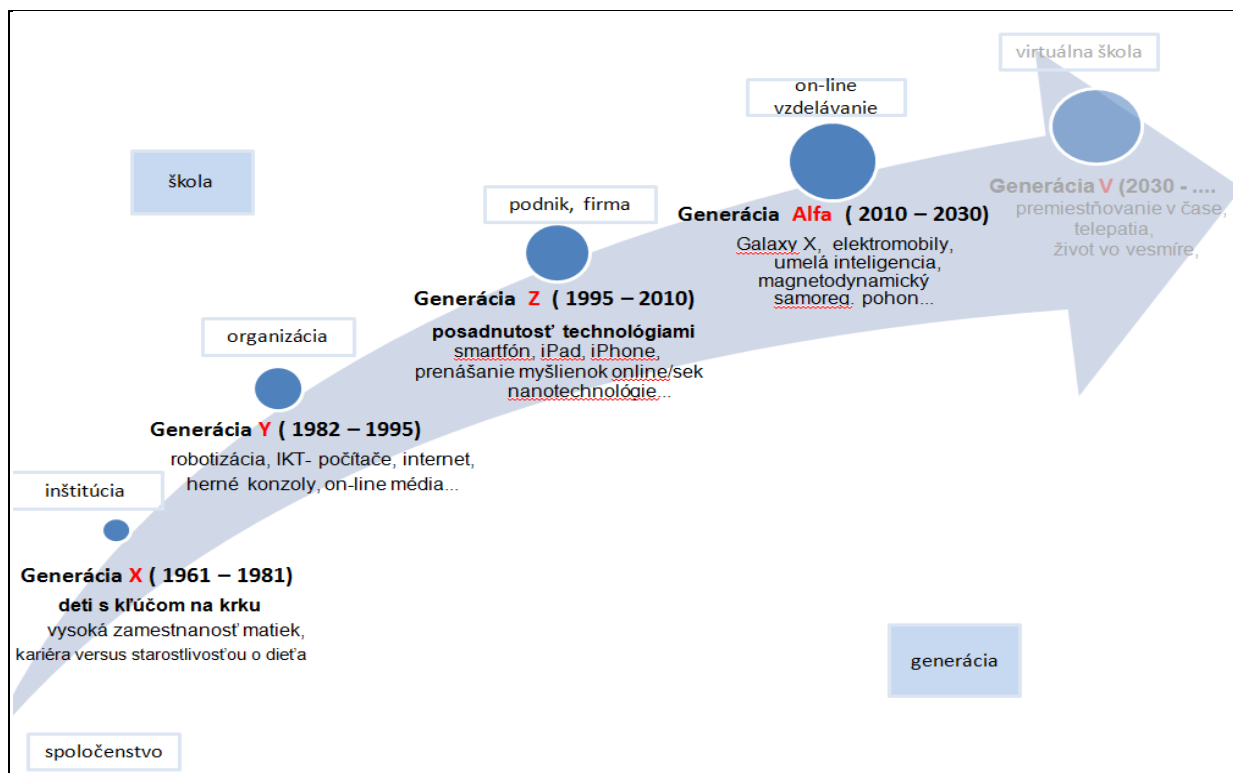 virtuálna škola
on-line
vzdelávanie
škola
Generácia V (2030 - ....
premiestňovanie v čase,
telepatia,
život vo vesmíre,
podnik, firma
Generácia Alfa ( 2010 – 2030)
Galaxy X, elektromobily,
umelá inteligencia,
magnetodynamický
samoreg. pohon...
Generácia Z ( 1995 – 2010)
posadnutosť technológiami
smartfón, iPad, iPhone,
prenášanie myšlienok online/sek
nanotechnológie...
organizácia
Generácia Y ( 1982 – 1995)
robotizácia, IKT- počítače, internet,
herné konzoly, on-line média...
inštitúcia
Generácia X ( 1961 – 1981)
deti s kľúčom na krku
vysoká zamestnanosť matiek,
kariéra versus starostlivosťou o dieťa
generácia
spoločenstvo